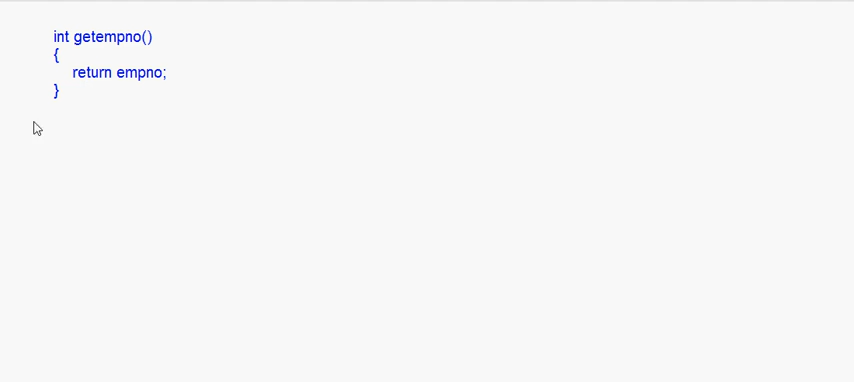 int getempno()
{
return empno;
}